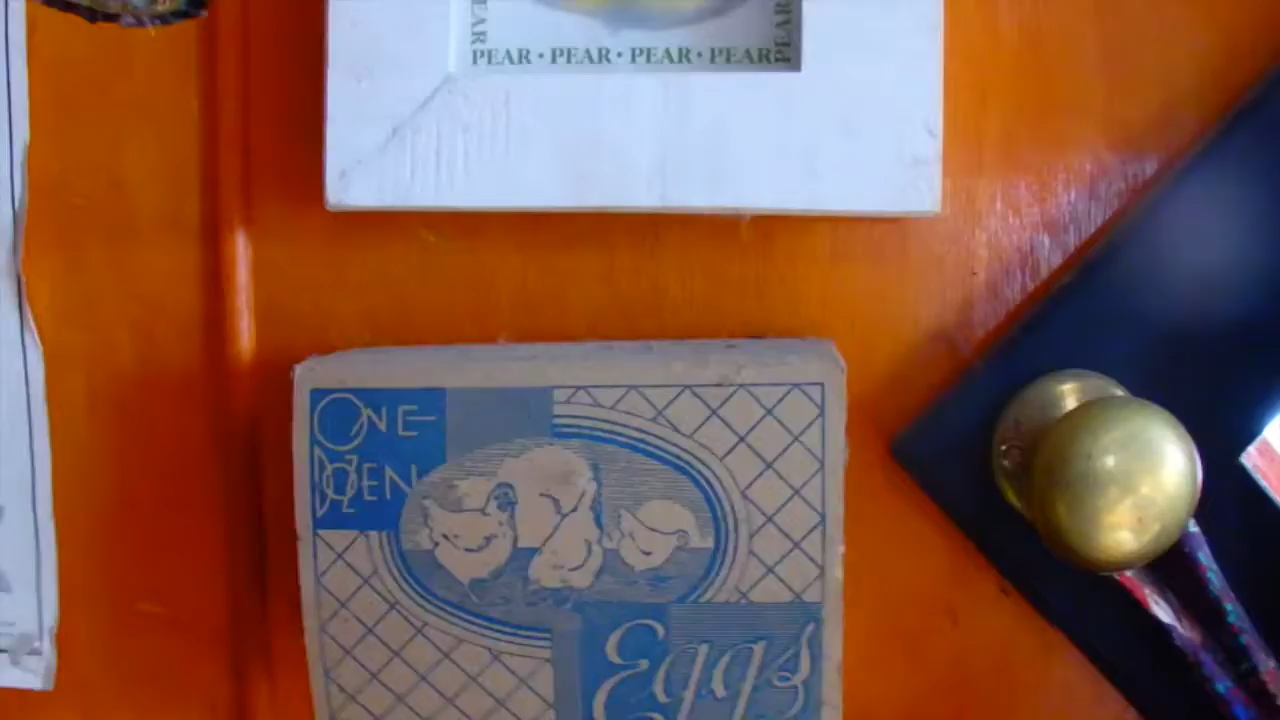 PEAR
PEAR
PEAR • PEAR • PEAR • PEAR
ONE
DOZEN
Eggs